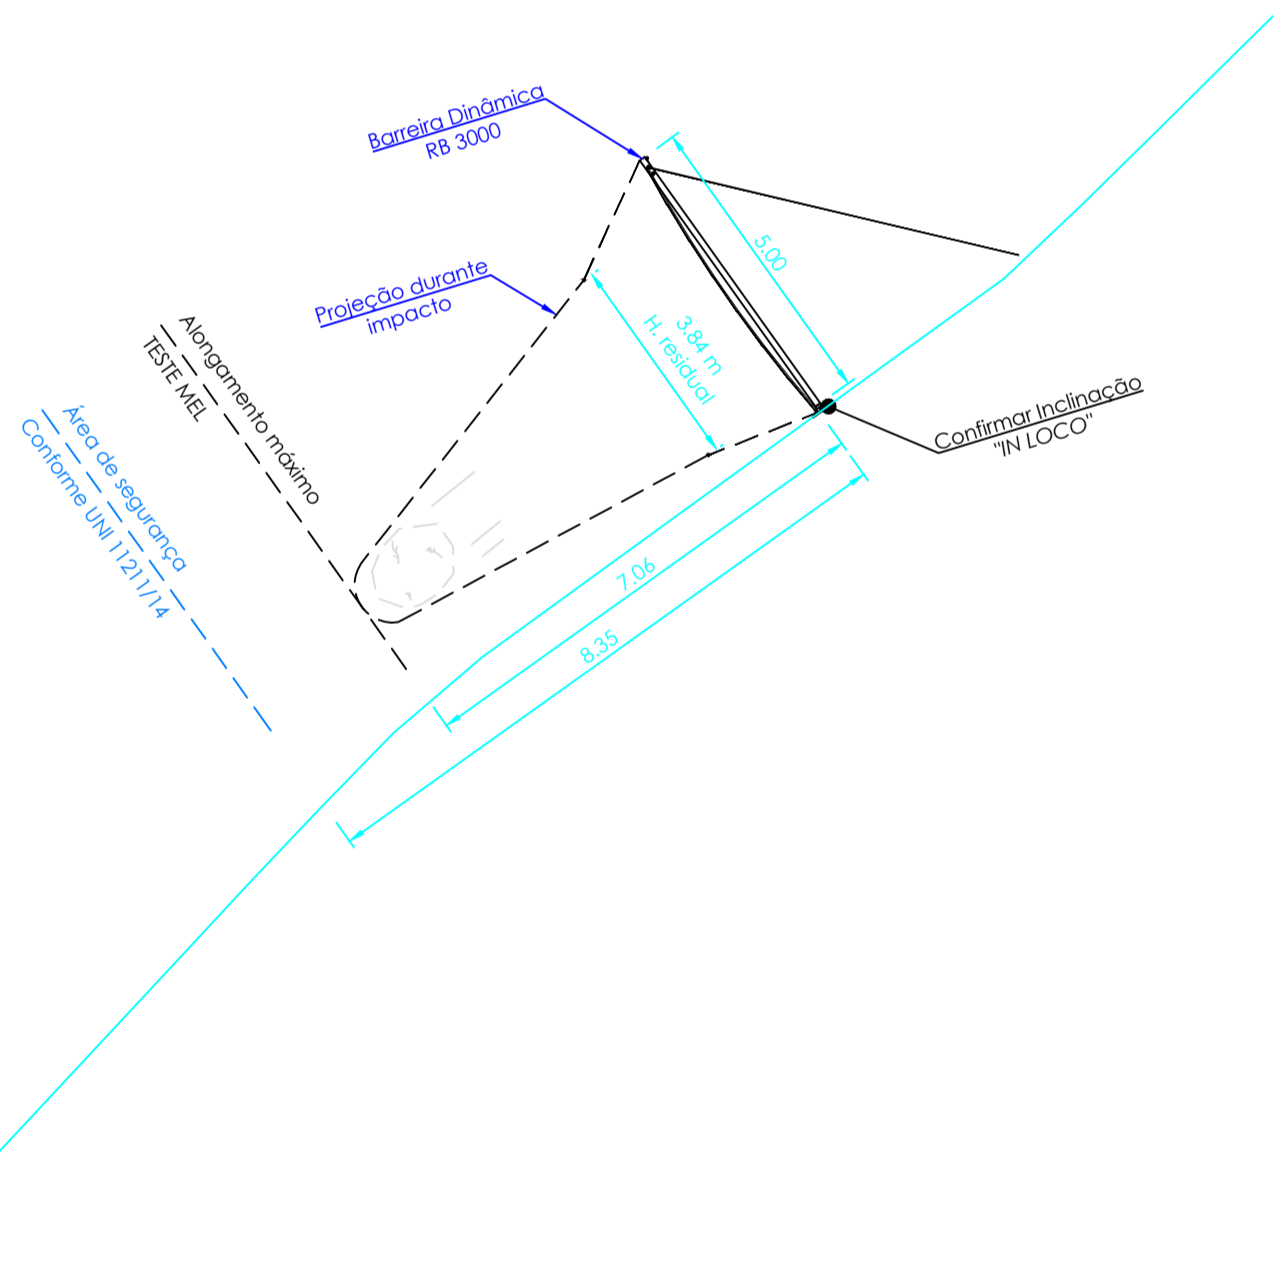 Barreira Dinâmica
RB 3000
5.00
Projeção durante
impacto
3.84 m
H. residual
Alongamento máximo
TESTE MEL
Área de segurança
Conforme UNI 11211/14
Confirmar Inclinação
"IN LOCO"
7.06
8.35